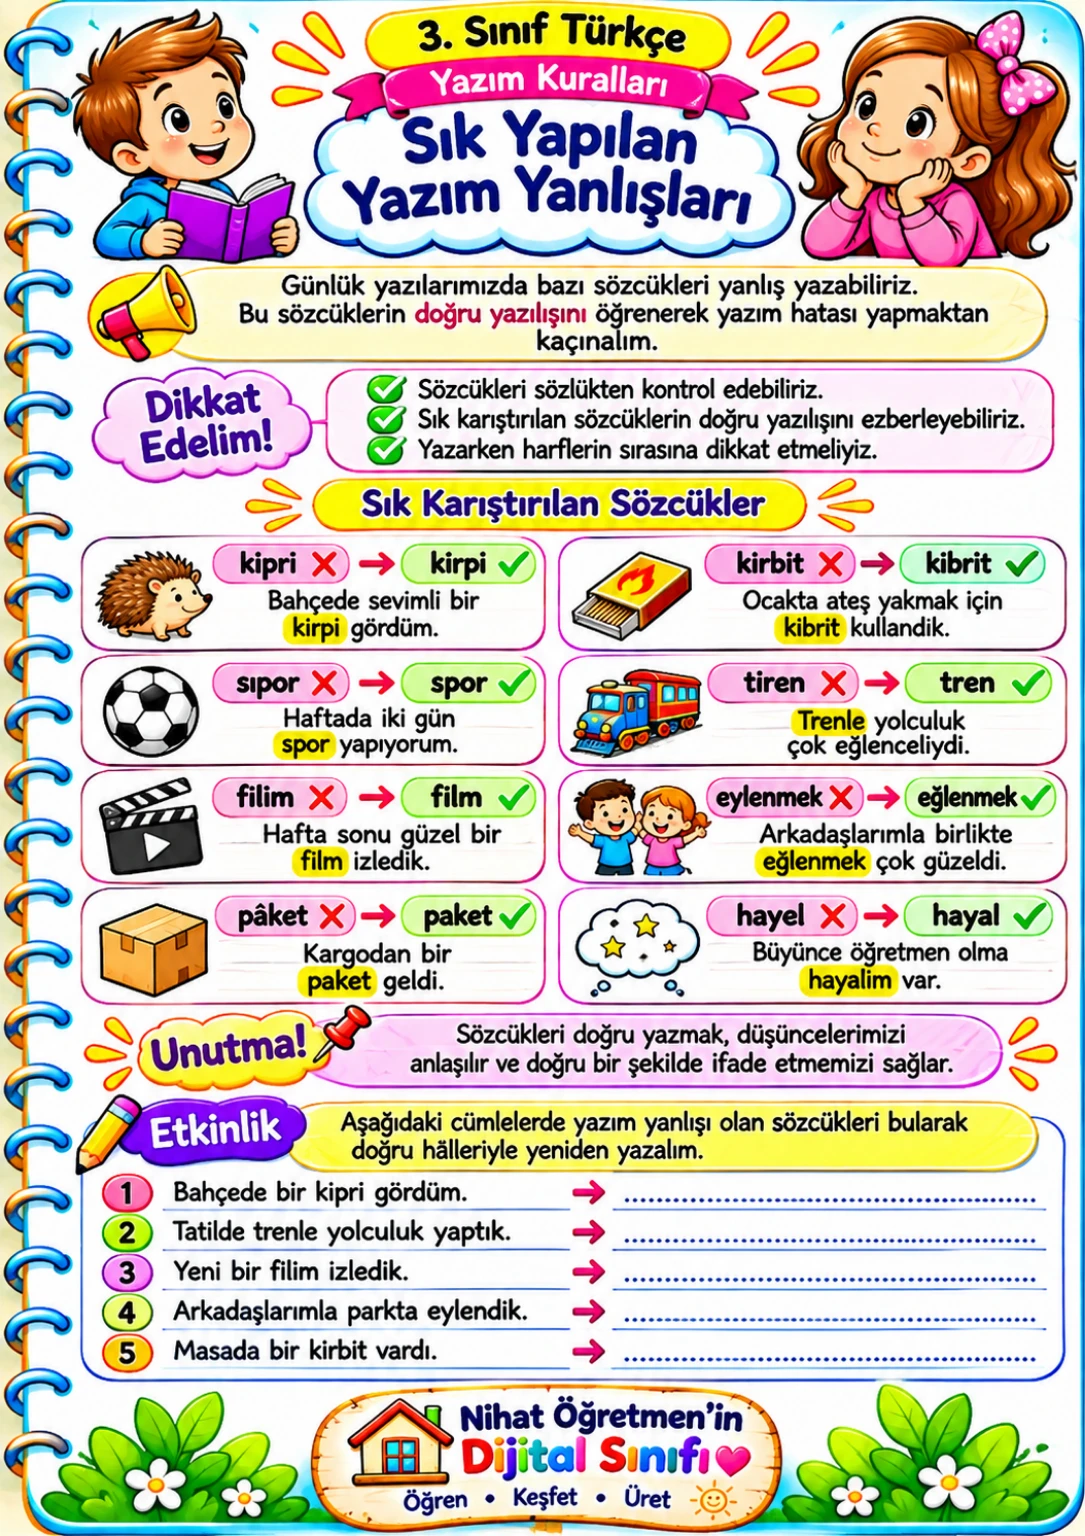 3. Sınıf Türkçe
Yazım Kuralları
Sık Yapılan
Yazım Yanlışları
Günlük yazılarımızda bazı sözcükleri yanlış yazabiliriz.
Bu sözcüklerin doğru yazılışını öğrenerek yazım hatası yapmaktan
kaçınalım.
Dikkat
Edelim!
Sözcükleri sözlükten kontrol edebiliriz.
Sık karıştırılan sözcüklerin doğru yazılışını ezberleyebiliriz.
Yazarken harflerin sırasına dikkat etmeliyiz.
Sık Karıştırılan Sözcükler
kipri ❌ → kirpi ✓
Bahçede sevimli bir
kirpi gördüm.
kirbit ❌ → kibrit ✓
Ocakta ateş yakmak için
kibrit kullandik.
sıpor ❌ → spor ✓
Haftada iki gün
spor yapıyorum.
tiren ❌ → tren ✓
Trenle yolculuk
çok eğlenceliydi.
filim ❌ → film ✓
Hafta sonu güzel bir
film izledik.
eylenmek ❌ → eğlenmek ✓
Arkadaşlarımla birlikte
eğlenmek çok güzeldi.
pâket ❌ → paket ✓
Kargodan bir
paket geldi.
hayel ❌ → hayal ✓
Büyünce öğretmen olma
hayalim var.
Unutma!
Sözcükleri doğru yazmak, düşüncelerimizi
anlaşılır ve doğru bir şekilde ifade etmemizi sağlar.
Etkinlik
Aşağıdaki cümlelerde yazım yanlışı olan sözcükleri bularak
doğru hâlleriyle yeniden yazalım.
1 Bahçede bir kipri gördüm. → ..........
2 Tatilde trenle yolculuk yaptık. → ..........
3 Yeni bir filim izledik. → ..........
4 Arkadaşlarımla parkta eylendik. → ..........
5 Masada bir kirbit vardı. → ..........
Nihat Öğretmen'in
Dijital Sınıfı
Öğren • Keşfet • Üret